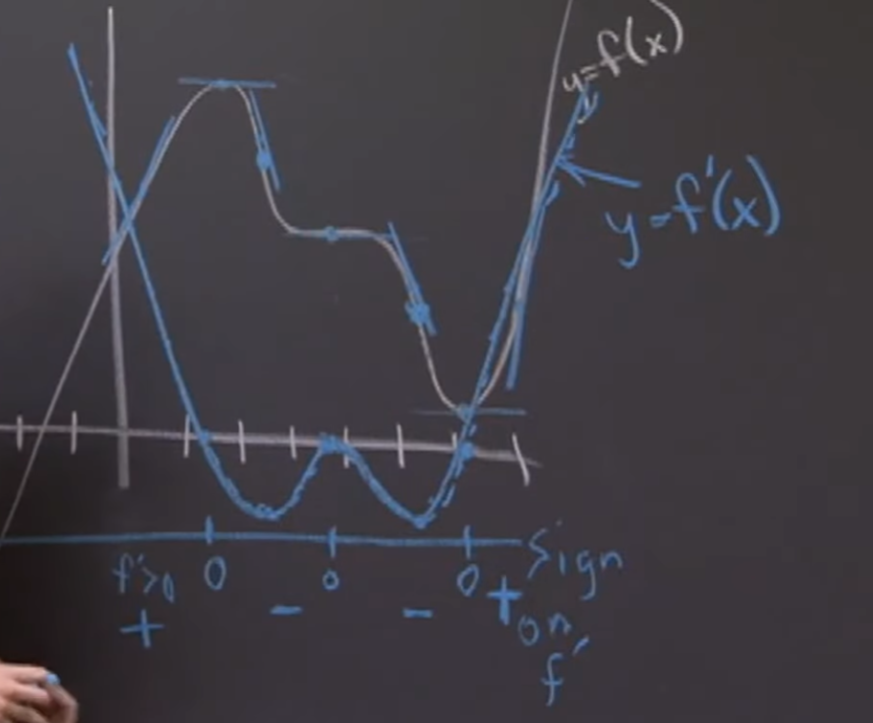 y=f(x)
y=f'(x)
f'>0 0 0 0 Sign
+ - - + on
f'